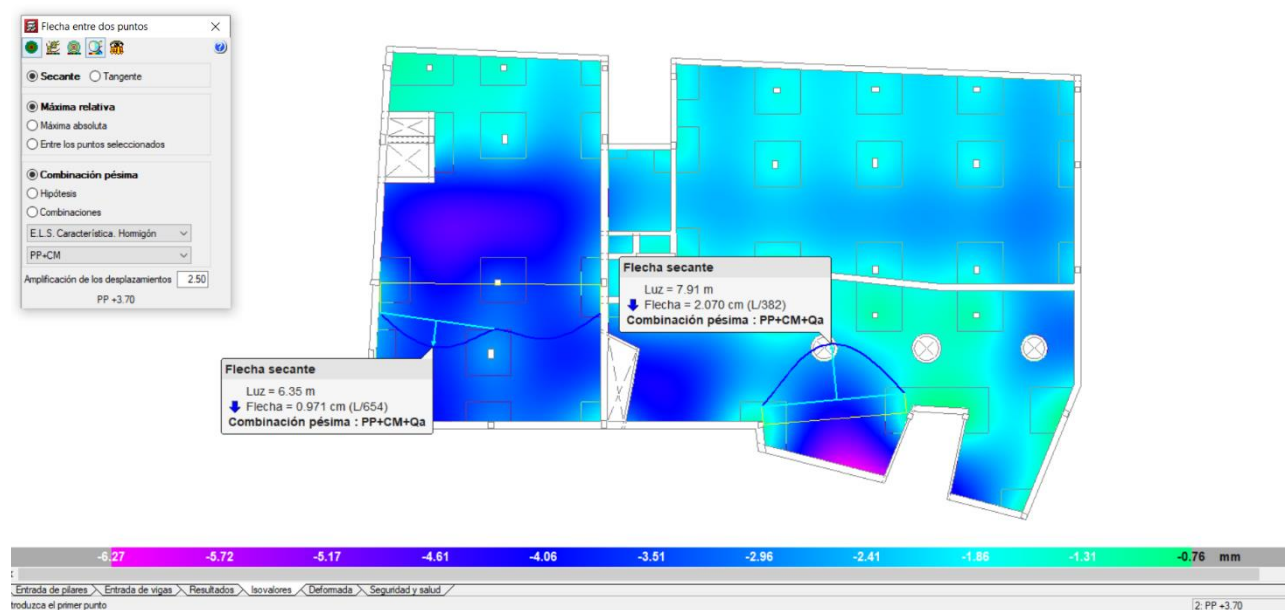 Flecha entre dos puntos
Secante Tangente
Máxima relativa
Máxima absoluta
Entre los puntos seleccionados
Combinación pésima
Hipótesis
Combinaciones
E.L.S. Característica. Hormigón
PP+CM
Amplificación de los desplazamientos 2.50
PP +3.70
Flecha secante
Luz = 7.91 m
Flecha = 2.070 cm (L/382)
Combinación pésima : PP+CM+Qa
Flecha secante
Luz = 6.35 m
Flecha = 0.971 cm (L/654)
Combinación pésima : PP+CM+Qa
-6.27 -5.72 -5.17 -4.61 -4.06 -3.51 -2.96 -2.41 -1.86 -1.31 -0.76 mm
Entrada de pilares Entrada de vigas Resultados Isovalores Deformada Seguridad y salud
troduzca el primer punto
2: PP +3.70